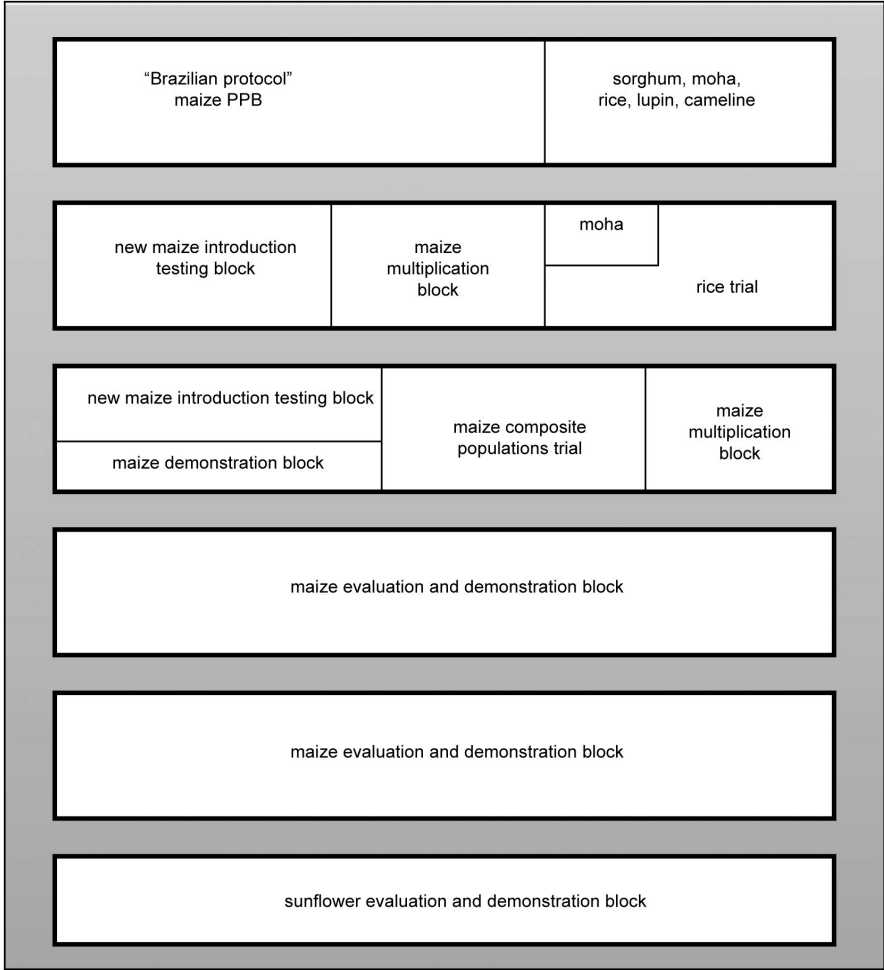 “Brazilian protocol”
maize PPB
sorghum, moha,
rice, lupin, cameline
new maize introduction
testing block
maize
multiplication
block
moha
rice trial
new maize introduction testing block
maize demonstration block
maize composite
populations trial
maize
multiplication
block
maize evaluation and demonstration block
maize evaluation and demonstration block
sunflower evaluation and demonstration block